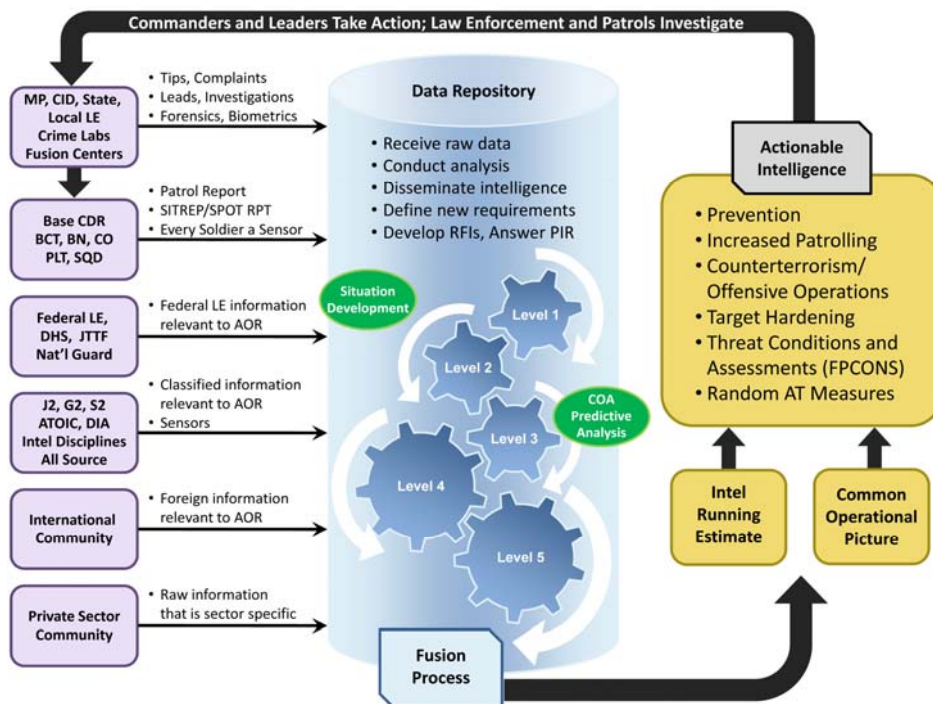 Commanders and Leaders Take Action; Law Enforcement and Patrols Investigate
MP, CID, State,
Local LE
Crime Labs
Fusion Centers
• Tips, Complaints
• Leads, Investigations
• Forensics, Biometrics
Base CDR
BCT, BN, CO
PLT, SQD
• Patrol Report
• SITREP/SPOT RPT
• Every Soldier a Sensor
Federal LE,
DHS, JTTF
Nat'l Guard
• Federal LE information
relevant to AOR
J2, G2, S2
ATOIC, DIA
Intel Disciplines
All Source
• Classified information
relevant to AOR
• Sensors
International
Community
• Foreign information
relevant to AOR
Private Sector
Community
• Raw information
that is sector specific
Data Repository
• Receive raw data
• Conduct analysis
• Disseminate intelligence
• Define new requirements
• Develop RFIs, Answer PIR
Situation
Development
Level 1
Level 2
COA
Predictive
Analysis
Level 3
Level 4
Level 5
Fusion
Process
Actionable
Intelligence
• Prevention
• Increased Patrolling
• Counterterrorism/
Offensive Operations
• Target Hardening
• Threat Conditions and
Assessments (FPCONS)
• Random AT Measures
Intel
Running
Estimate
Common
Operational
Picture